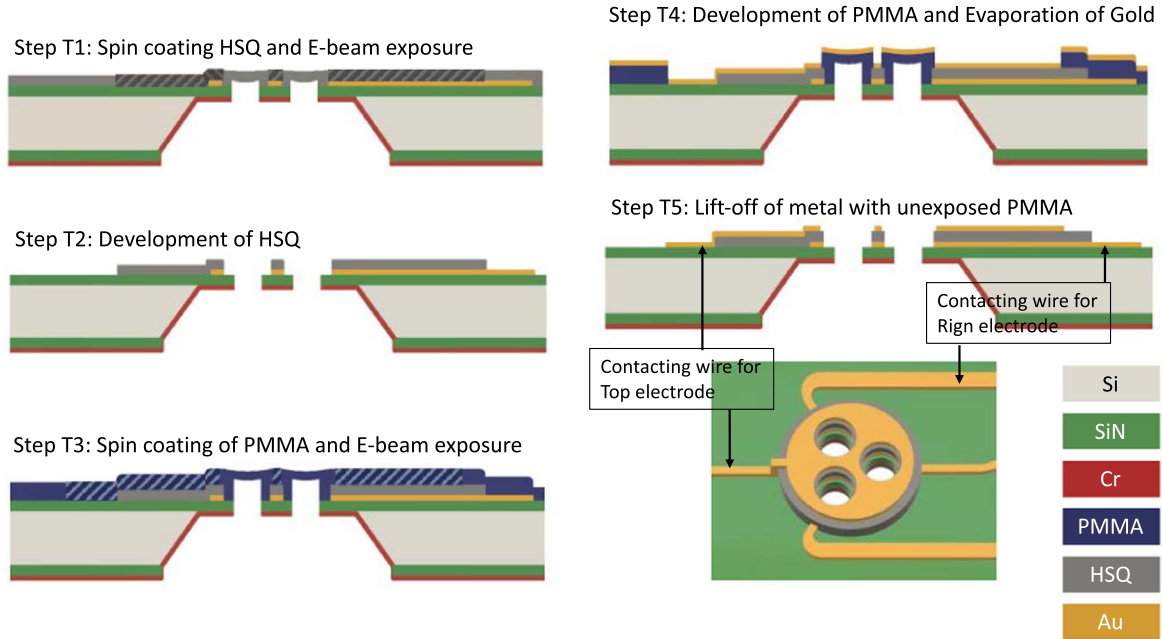 Step T1: Spin coating HSQ and E-beam exposure
Step T2: Development of HSQ
Step T3: Spin coating of PMMA and E-beam exposure
Step T4: Development of PMMA and Evaporation of Gold
Step T5: Lift-off of metal with unexposed PMMA
Contacting wire for
Rign electrode
Contacting wire for
Top electrode
Si
SiN
Cr
PMMA
HSQ
Au